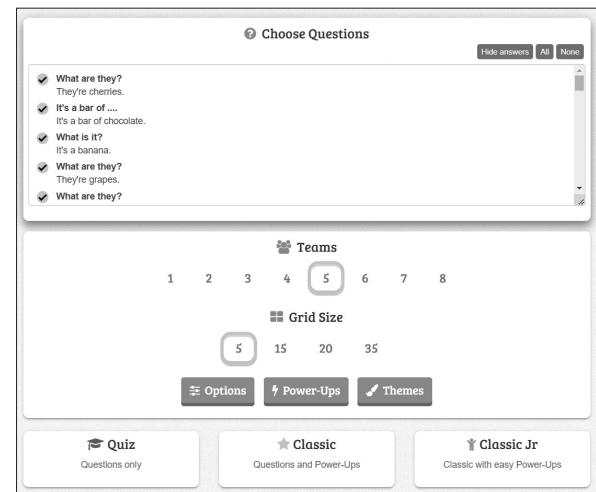 Choose Questions
Hide answers All None
What are they?
They're cherries.
It's a bar of ....
It's a bar of chocolate.
What is it?
It's a banana.
What are they?
They're grapes.
What are they?
Teams
1 2 3 4 5 6 7 8
Grid Size
5 15 20 35
Options Power-Ups Themes
Quiz Classic Classic Jr
Questions only Questions and Power-Ups Classic with easy Power-Ups